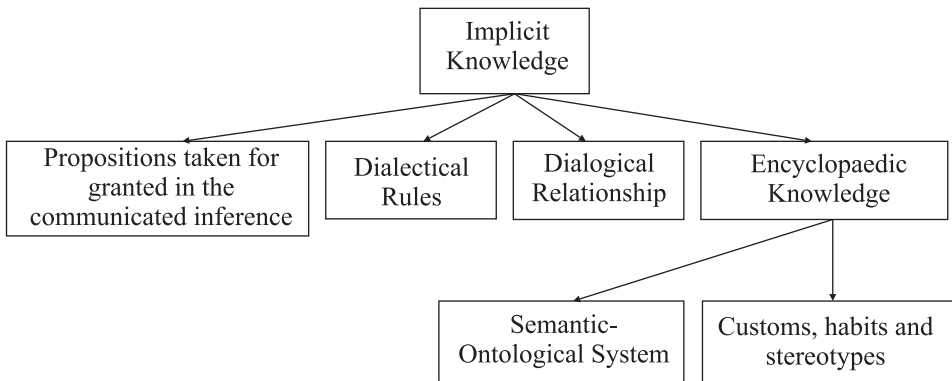 Implicit
Knowledge
Propositions taken for
granted in the
communicated inference
Dialectical
Rules
Dialogical
Relationship
Encyclopaedic
Knowledge
Semantic-
Ontological System
Customs, habits and
stereotypes